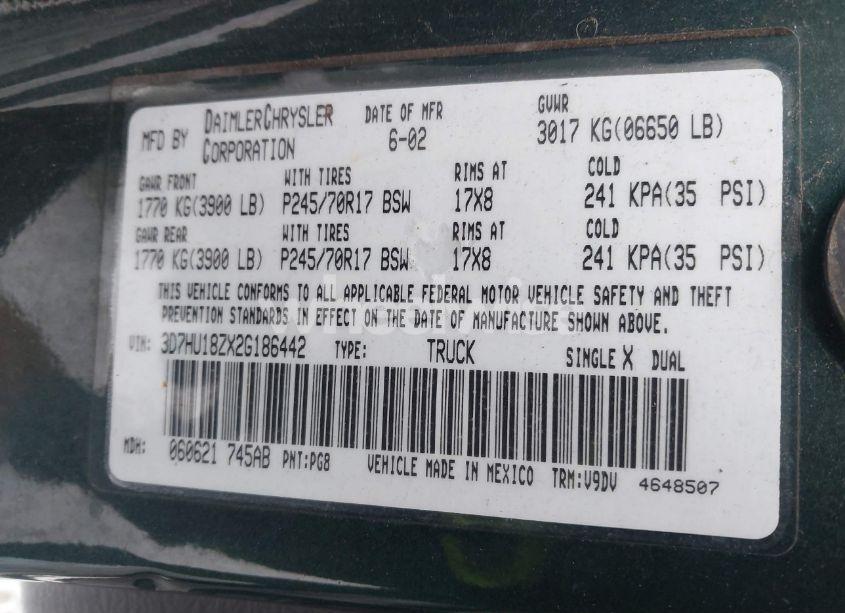 MFD BY DAIMLERCHRYSLER CORPORATION DATE OF MFR 6-02 GVWR 3017 KG(06650 LB)
GAWR FRONT WITH TIRES RIMS AT COLD
1770 KG(3900 LB) P245/70R17 BSW 17X8 241 KPA(35 PSI)
GAWR REAR WITH TIRES RIMS AT COLD
1770 KG(3900 LB) P245/70R17 BSW 17X8 241 KPA(35 PSI)
THIS VEHICLE CONFORMS TO ALL APPLICABLE FEDERAL MOTOR VEHICLE SAFETY AND THEFT
PREVENTION STANDARDS IN EFFECT ON THE DATE OF MANUFACTURE SHOWN ABOVE.
VIN: 3D7HU18ZX2G186442 TYPE: TRUCK SINGLE X DUAL
MDH: 060621 745AB PNT:PG8 VEHICLE MADE IN MEXICO TRM:V9DV 4648507